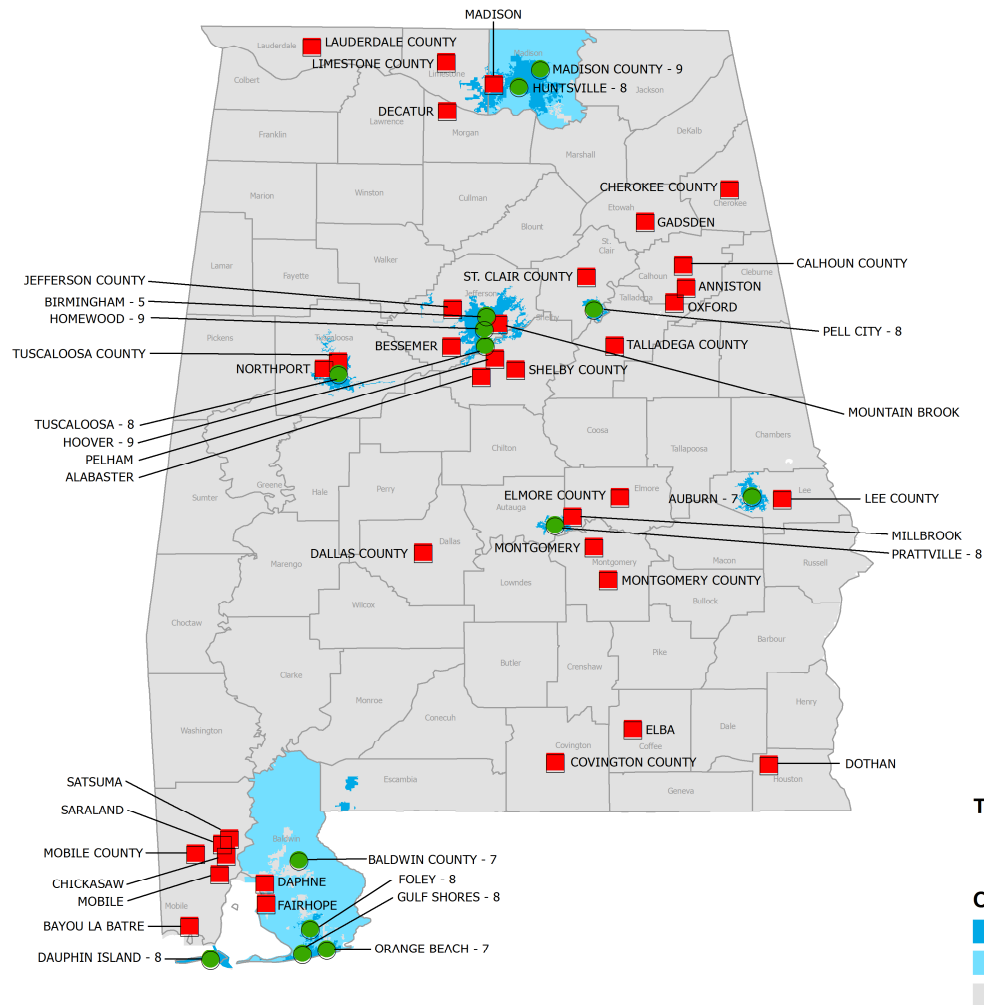 MADISON
LAUDERDALE COUNTY
Lauderdale
LIMESTONE COUNTY
Limestone
Madison
MADISON COUNTY - 9
HUNTSVILLE - 8
Colbert
Jackson
DECATUR
Lawrence
Morgan
Franklin
DeKalb
Marshall
CHEROKEE COUNTY
Cherokee
Marion
Winston
Cullman
Etowah
GADSDEN
Blount
St.
Clair
Walker
Lamar
Fayette
ST. CLAIR COUNTY
Calhoun
Cleburne
CALHOUN COUNTY
JEFFERSON COUNTY
ANNISTON
BIRMINGHAM - 5
Jefferson
Talladega
OXFORD
HOMEWOOD - 9
Shelby
PELL CITY - 8
Pickens
Tuscaloosa
BESSEMER
TALLADEGA COUNTY
TUSCALOOSA COUNTY
NORTHPORT
SHELBY COUNTY
MOUNTAIN BROOK
TUSCALOOSA - 8
HOOVER - 9
PELHAM
ALABASTER
Coosa
Chambers
Chilton
Tallapoosa
Greene
Hale
Perry
Sumter
ELMORE COUNTY
Elmore
AUBURN - 7
Lee
LEE COUNTY
Autauga
MILLBROOK
PRATTVILLE - 8
DALLAS COUNTY
Dallas
MONTGOMERY
Montgomery
Macon
Russell
Marengo
Lowndes
MONTGOMERY COUNTY
Bullock
Wilcox
Choctaw
Barbour
Pike
Butler
Crenshaw
Clarke
Monroe
Henry
Conecuh
Washington
ELBA
Dale
Covington
Coffee
COVINGTON COUNTY
DOTHAN
Houston
Escambia
Geneva
SATSUMA
SARALAND
Baldwin
MOBILE COUNTY
BALDWIN COUNTY - 7
CHICKASAW
DAPHNE
FOLEY - 8
MOBILE
GULF SHORES - 8
Mobile
FAIRHOPE
BAYOU LA BATRE
ORANGE BEACH - 7
DAUPHIN ISLAND - 8
T